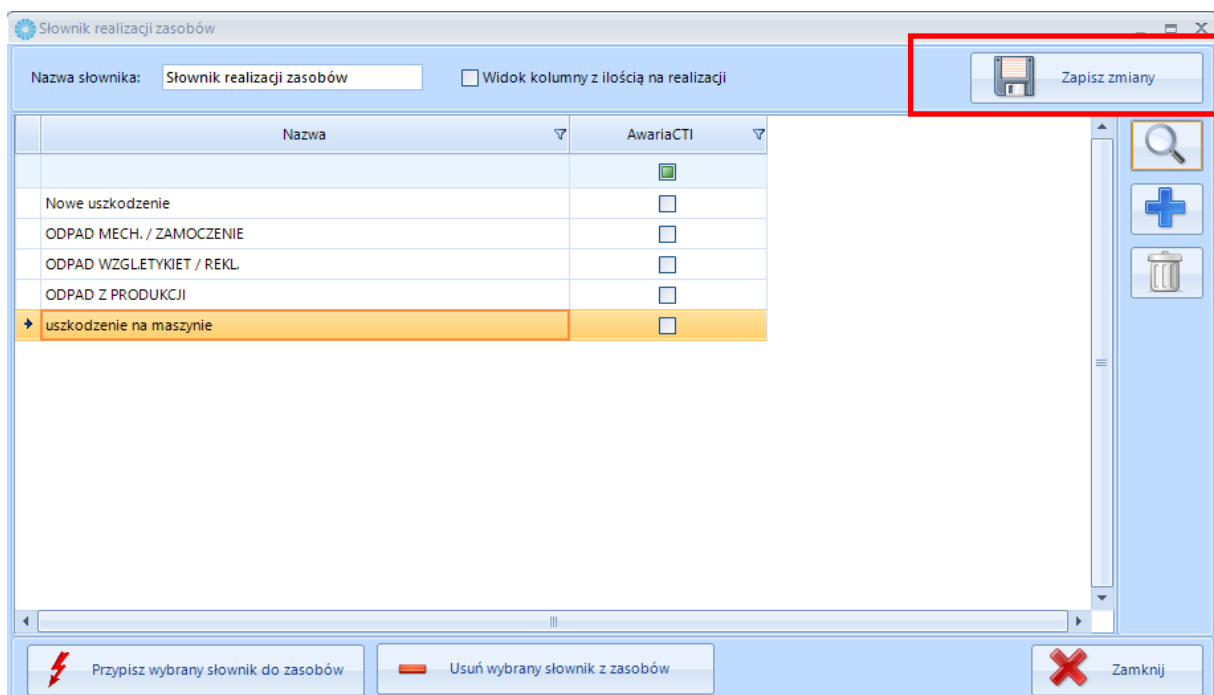 Słownik realizacji zasobów
Nazwa słownika: Słownik realizacji zasobów Widok kolumny z ilością na realizacji Zapisz zmiany
Nazwa AwariaCTI
Nowe uszkodzenie
ODPAD MECH. / ZAMOCZENIE
ODPAD WZGL.ETYKIET / REKL.
ODPAD Z PRODUKCJI
uszkodzenie na maszynie
Przypisz wybrany słownik do zasobów Usuń wybrany słownik z zasobów Zamknij